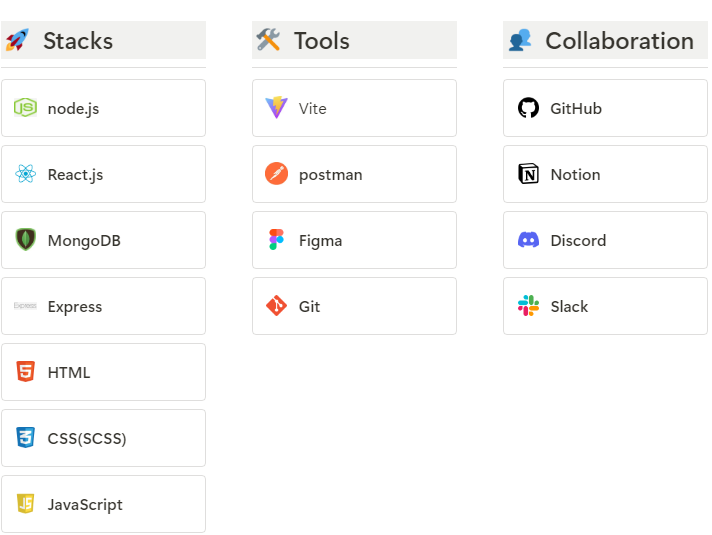 Stacks
node.js
React.js
MongoDB
Express
HTML
CSS(SCSS)
JavaScript
Tools
Vite
postman
Figma
Git
Collaboration
GitHub
Notion
Discord
Slack